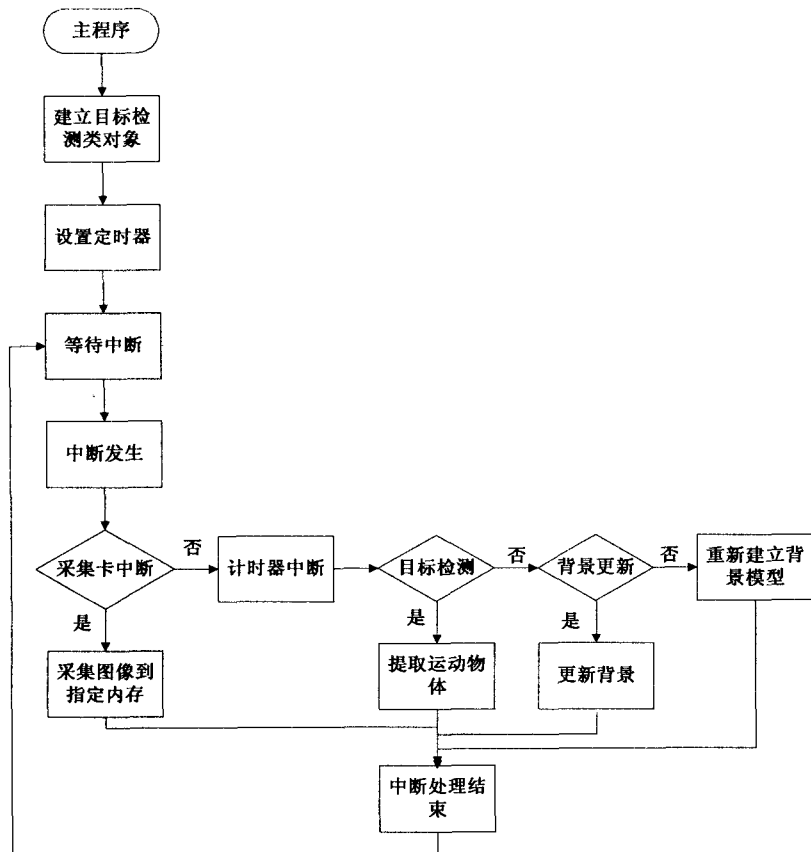 主程序
建立目标检
测类对象
设置定时器
等待中断
中断发生
采集卡中断
否
计时器中断
目标检测
否
背景更新
否
重新建立背
景模型
是
是
是
采集图像到
指定内存
提取运动物
体
更新背景
中断处理结
束